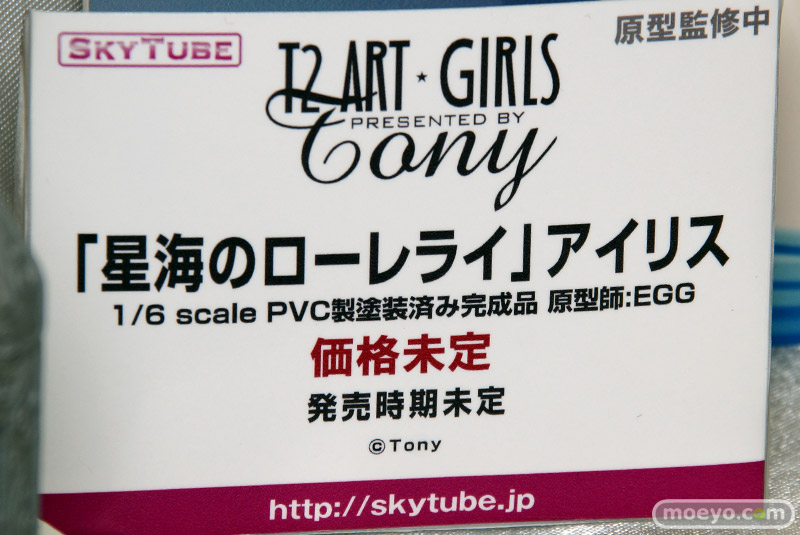 SKYTUBE
原型監修中
T2 ART★GIRLS
PRESENTED BY
Tony
「星海のローレライ」アイリス
1/6 scale PVC製塗装済み完成品 原型師:EGG
価格未定
発売時期未定
©Tony
http://skytube.jp
moeyo.com